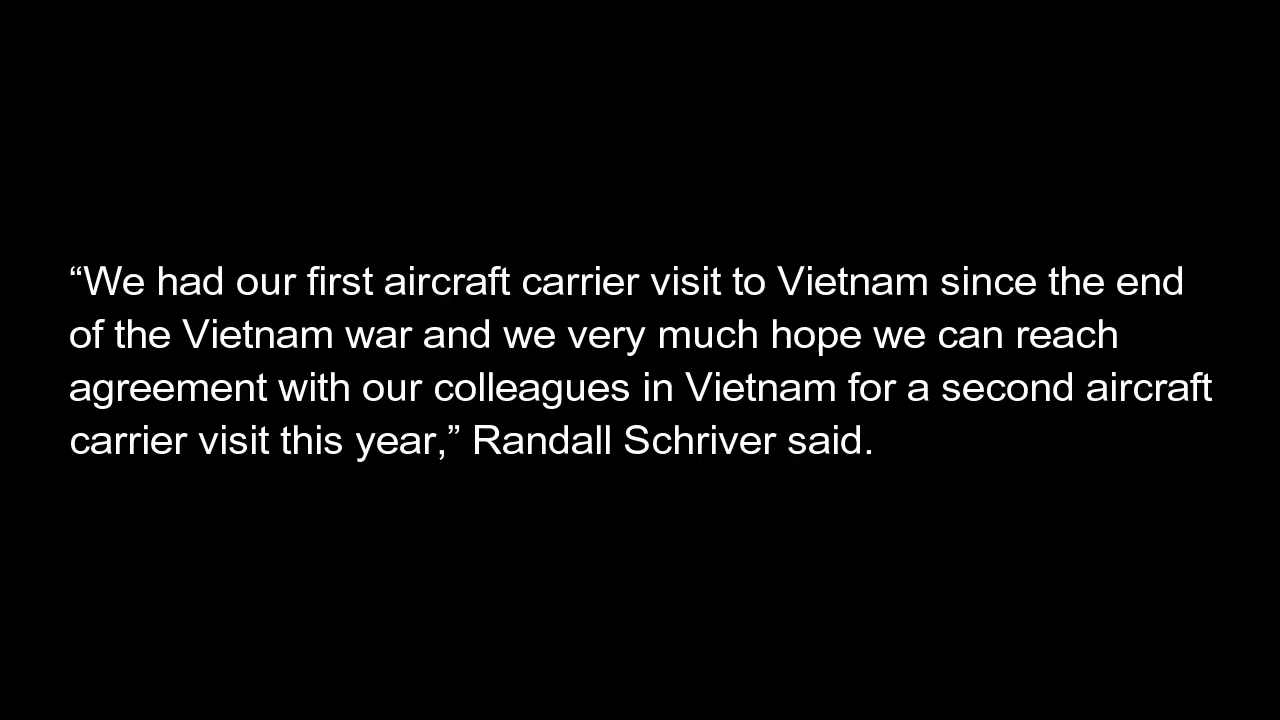 “We had our first aircraft carrier visit to Vietnam since the end
of the Vietnam war and we very much hope we can reach
agreement with our colleagues in Vietnam for a second aircraft
carrier visit this year,” Randall Schriver said.